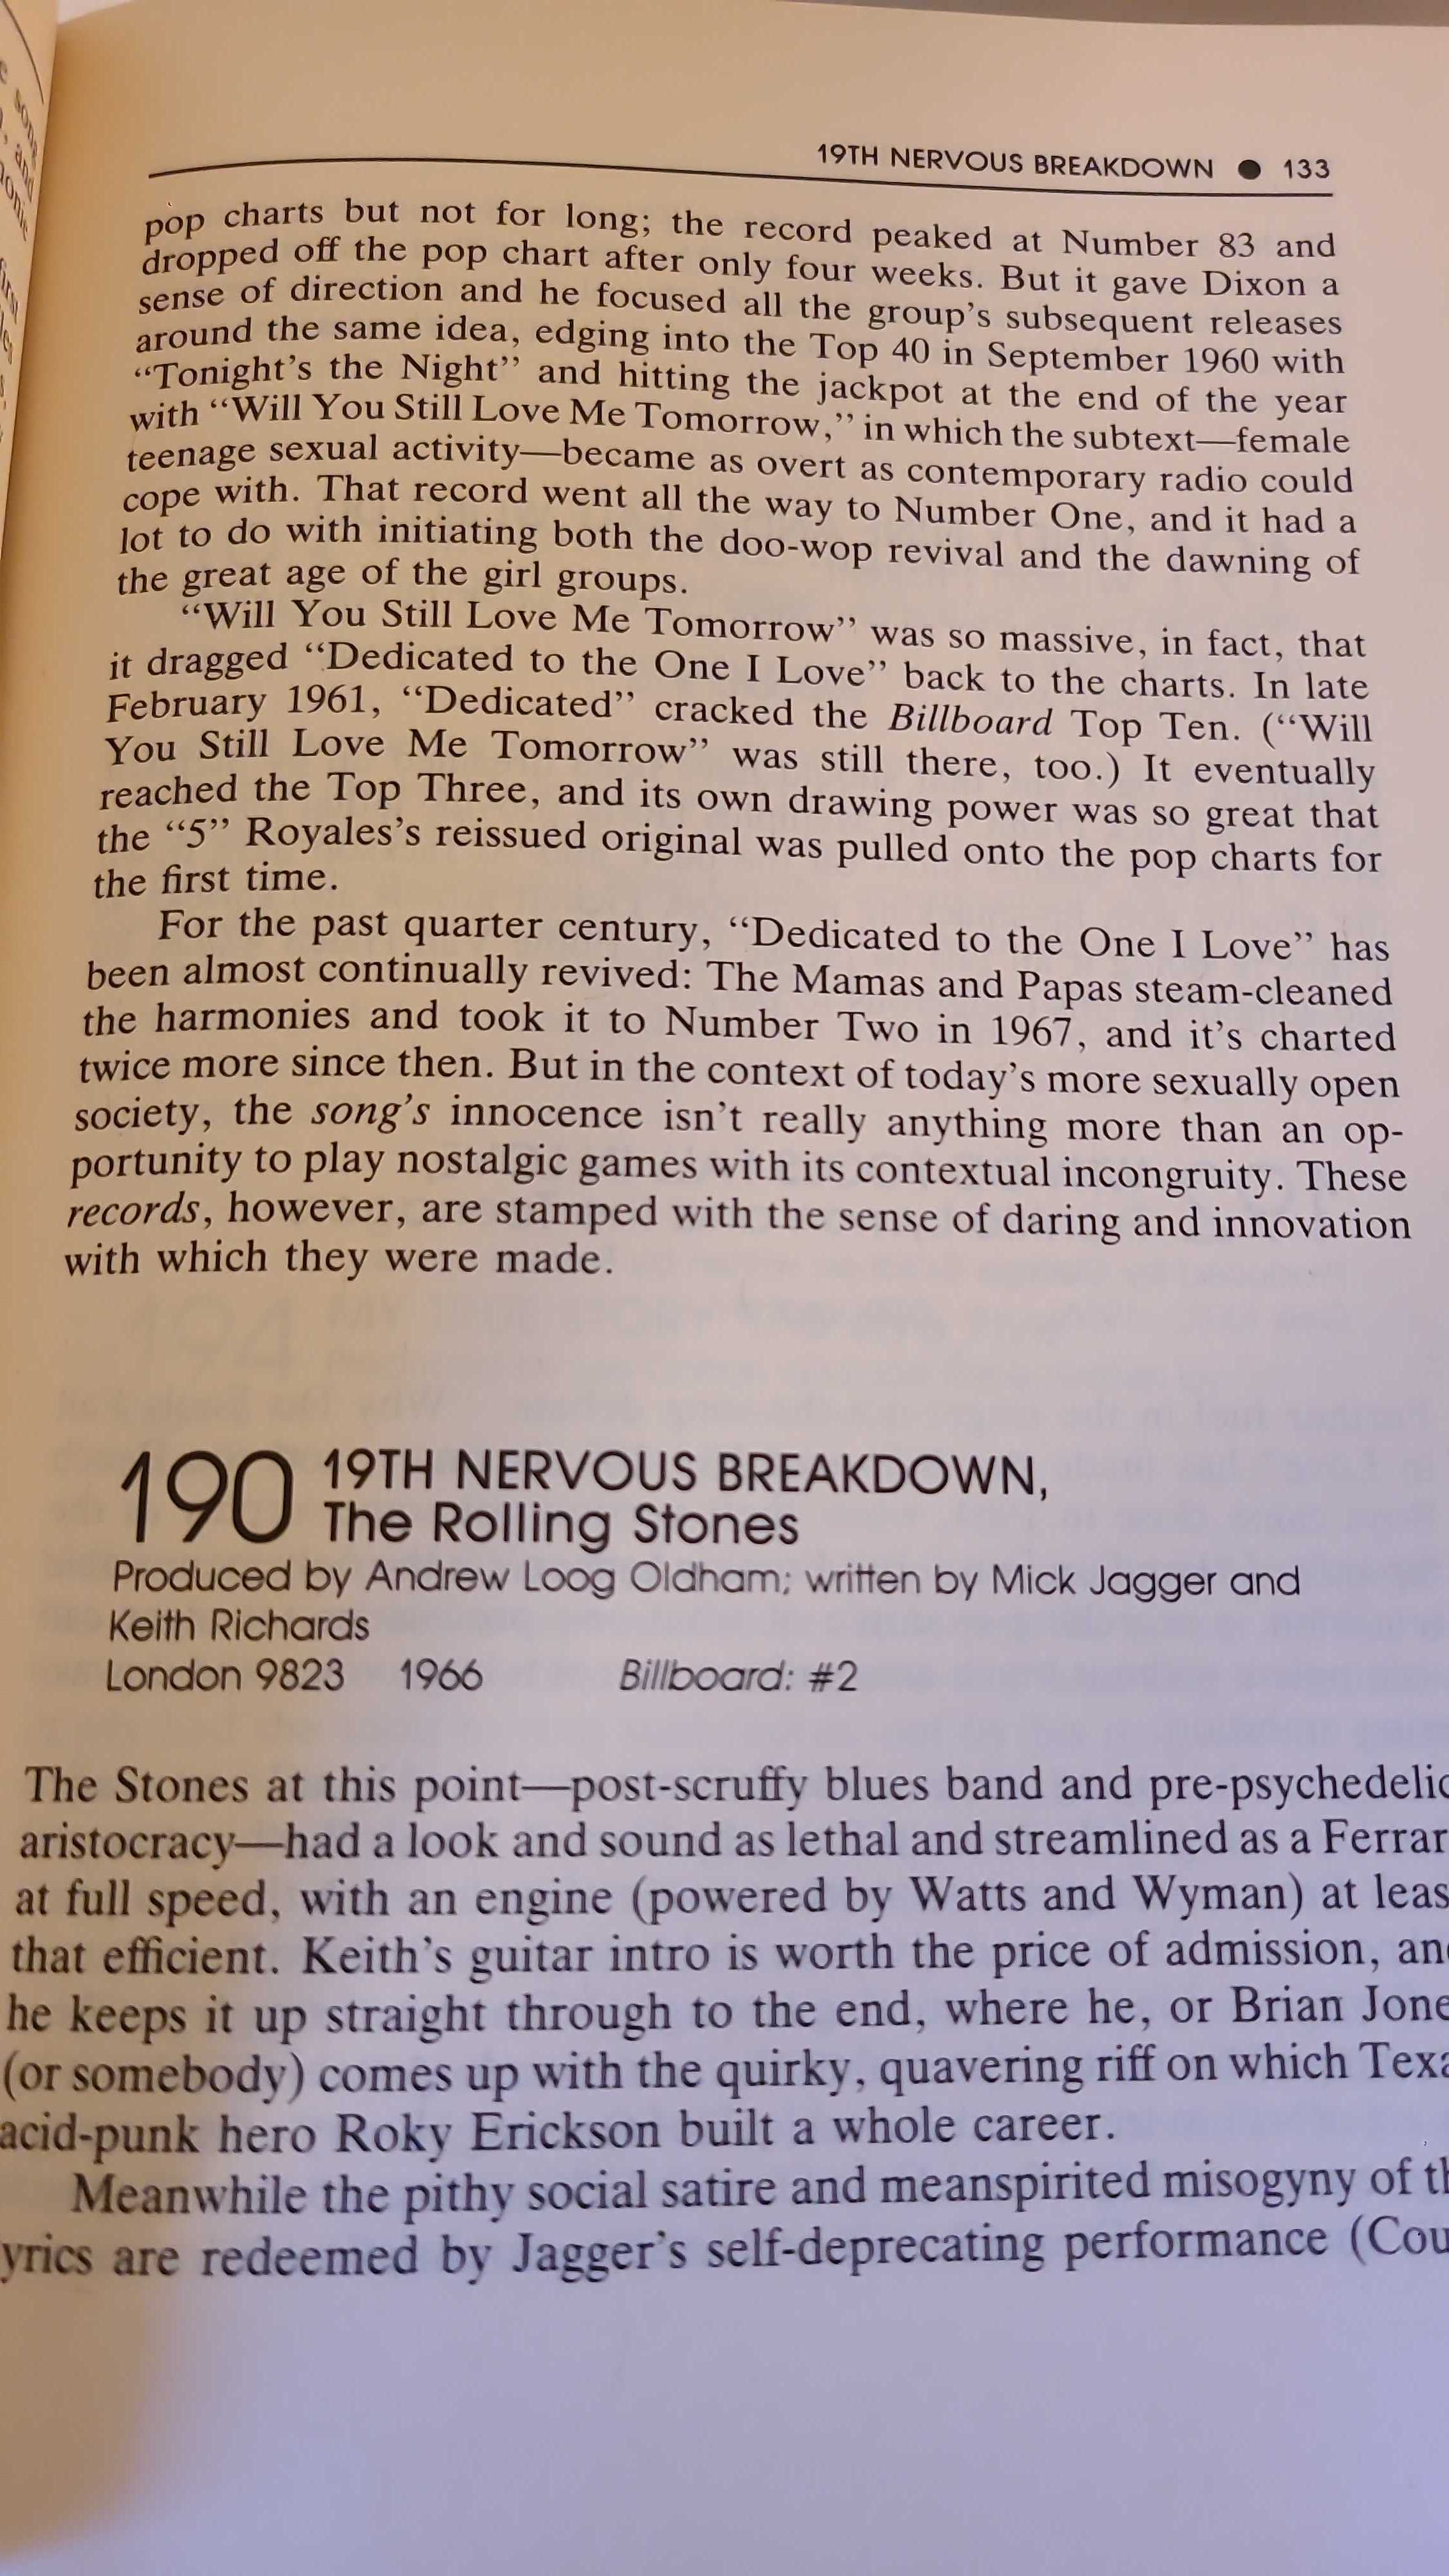 19TH NERVOUS BREAKDOWN ● 133
pop charts but not for long; the record peaked at Number 83 and
dropped off the pop chart after only four weeks. But it gave Dixon a
sense of direction and he focused all the group's subsequent releases
around the same idea, edging into the Top 40 in September 1960 with
“Tonight's the Night” and hitting the jackpot at the end of the year
with “Will You Still Love Me Tomorrow,” in which the subtext—female
teenage sexual activity—became as overt as contemporary radio could
cope with. That record went all the way to Number One, and it had a
lot to do with initiating both the doo-wop revival and the dawning of
the great age of the girl groups.
“Will You Still Love Me Tomorrow” was so massive, in fact, that
it dragged “Dedicated to the One I Love” back to the charts. In late
February 1961, “Dedicated” cracked the Billboard Top Ten. (“Will
You Still Love Me Tomorrow” was still there, too.) It eventually
reached the Top Three, and its own drawing power was so great that
the “5” Royales's reissued original was pulled onto the pop charts for
the first time.
For the past quarter century, “Dedicated to the One I Love” has
been almost continually revived: The Mamas and Papas steam-cleaned
the harmonies and took it to Number Two in 1967, and it's charted
twice more since then. But in the context of today's more sexually open
society, the song's innocence isn't really anything more than an op-
portunity to play nostalgic games with its contextual incongruity. These
records, however, are stamped with the sense of daring and innovation
with which they were made.
190 19TH NERVOUS BREAKDOWN,
The Rolling Stones
Produced by Andrew Loog Oldham; written by Mick Jagger and
Keith Richards
London 9823 1966 Billboard: #2
The Stones at this point—post-scruffy blues band and pre-psychedelic
aristocracy—had a look and sound as lethal and streamlined as a Ferrar
at full speed, with an engine (powered by Watts and Wyman) at leas
that efficient. Keith's guitar intro is worth the price of admission, an
he keeps it up straight through to the end, where he, or Brian Jone
(or somebody) comes up with the quirky, quavering riff on which Texa
acid-punk hero Roky Erickson built a whole career.
Meanwhile the pithy social satire and meanspirited misogyny of th
yrics are redeemed by Jagger's self-deprecating performance (Cou